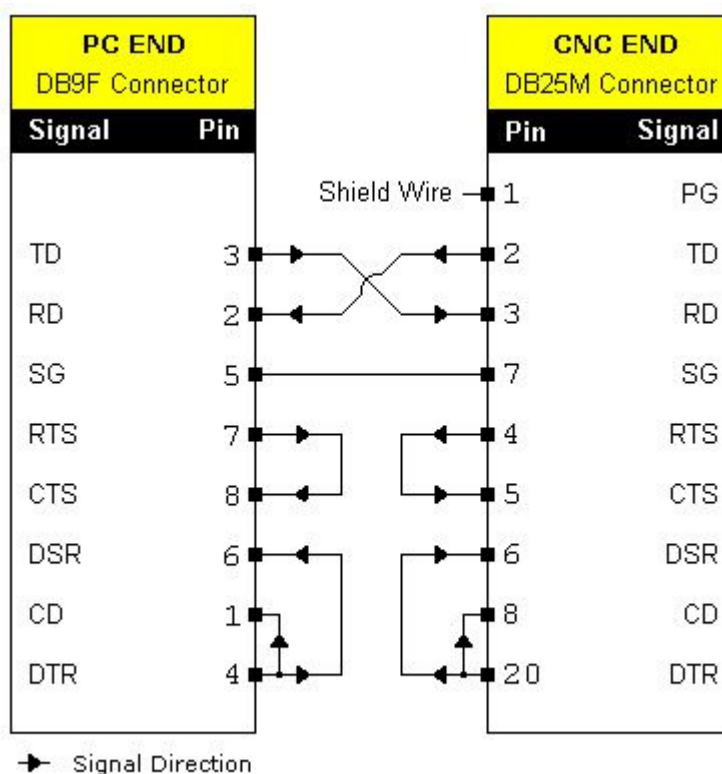 PC END
DB9F Connector
Signal Pin
CNC END
DB25M Connector
Pin Signal
Shield Wire 1 PG
TD 3 2 TD
RD 2 3 RD
SG 5 7 SG
RTS 7 4 RTS
CTS 8 5 CTS
DSR 6 6 DSR
CD 1 8 CD
DTR 4 20 DTR
Signal Direction